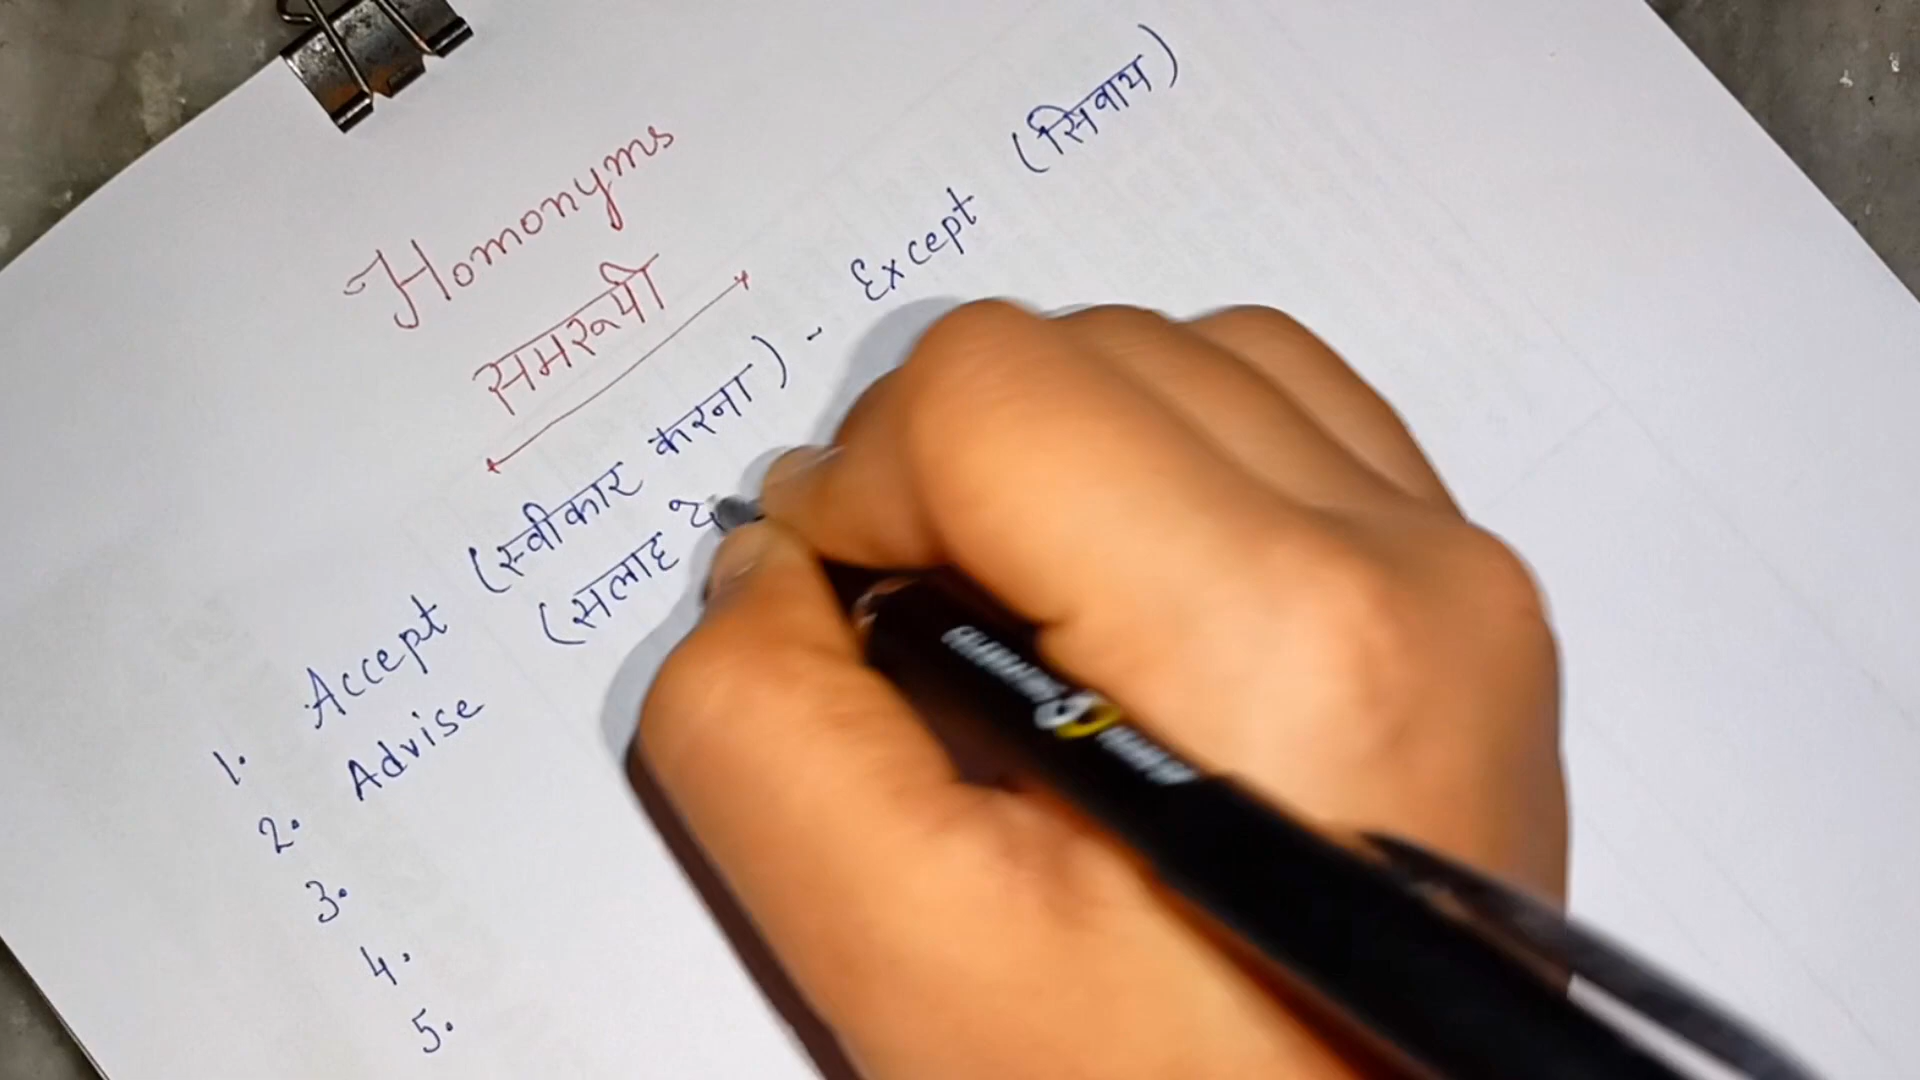 Homonyms
समरूपी
1. Accept (स्वीकार करना) - Except (सिवाय)
2. Advise (सलाह
3.
4.
5.